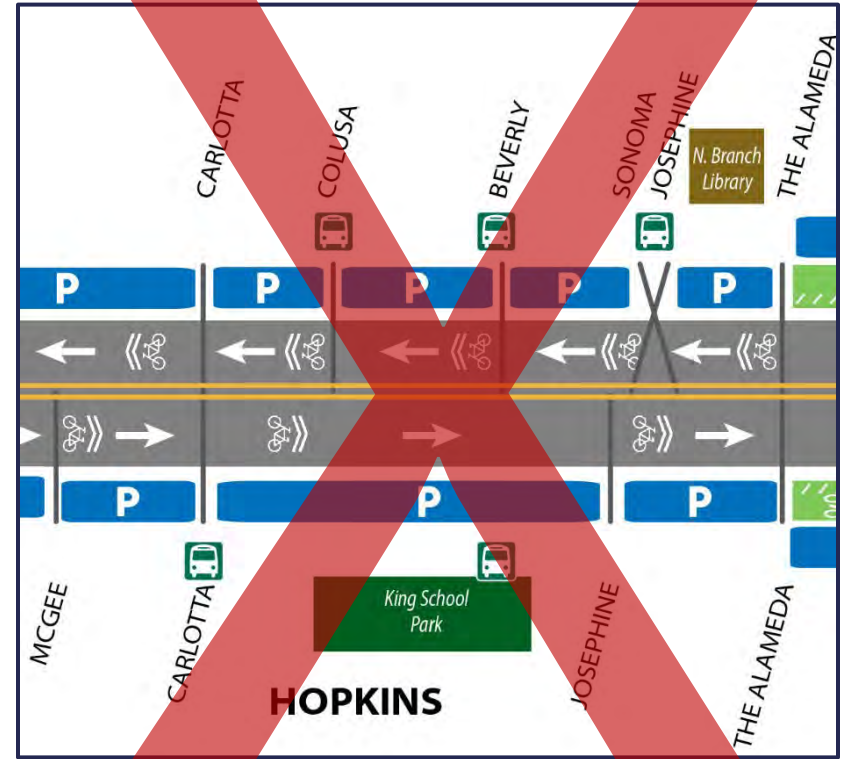 CARLOTTA
COLUSA
BEVERLY
SONOMA
JOSEPHINE
THE ALAMEDA
N. Branch
Library
P
P
P
P
P
P
P
P
MCGEE
CARLOTTA
King School
Park
JOSEPHINE
THE ALAMEDA
HOPKINS